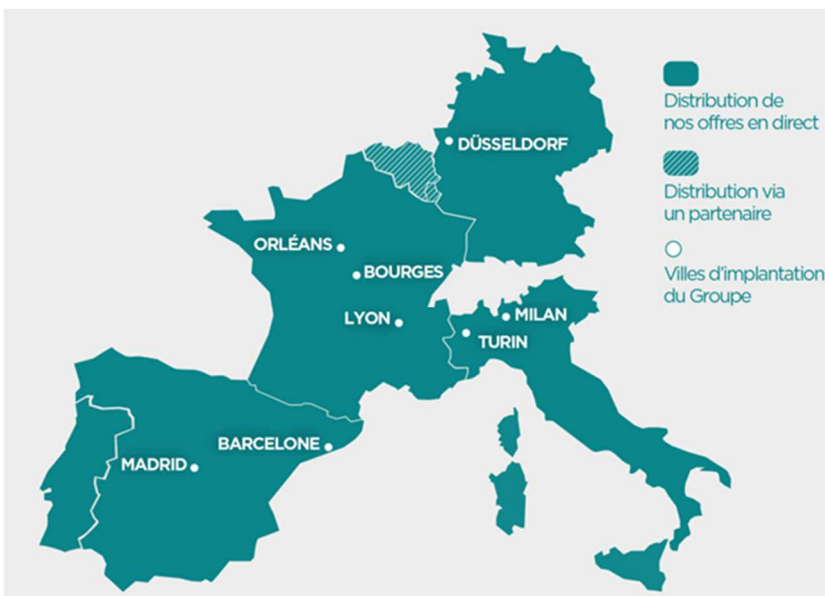 Distribution de
nos offres en direct
DÜSSELDORF
Distribution via
un partenaire
ORLÉANS
BOURGES
Villes d'implantation
du Groupe
LYON
MILAN
TURIN
BARCELONE
MADRID